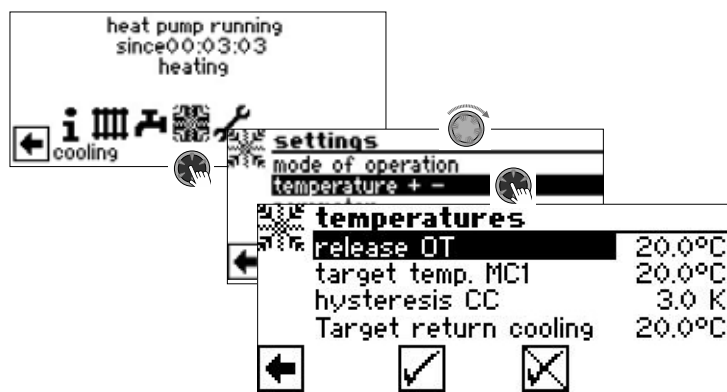 heat pump running
since00:03:03
heating
cooling
settings
mode of operation
temperature + -
temperatures
release OT 20.0°C
target temp. MC1 20.0°C
hysteresis CC 3.0 K
Target return cooling 20.0°C